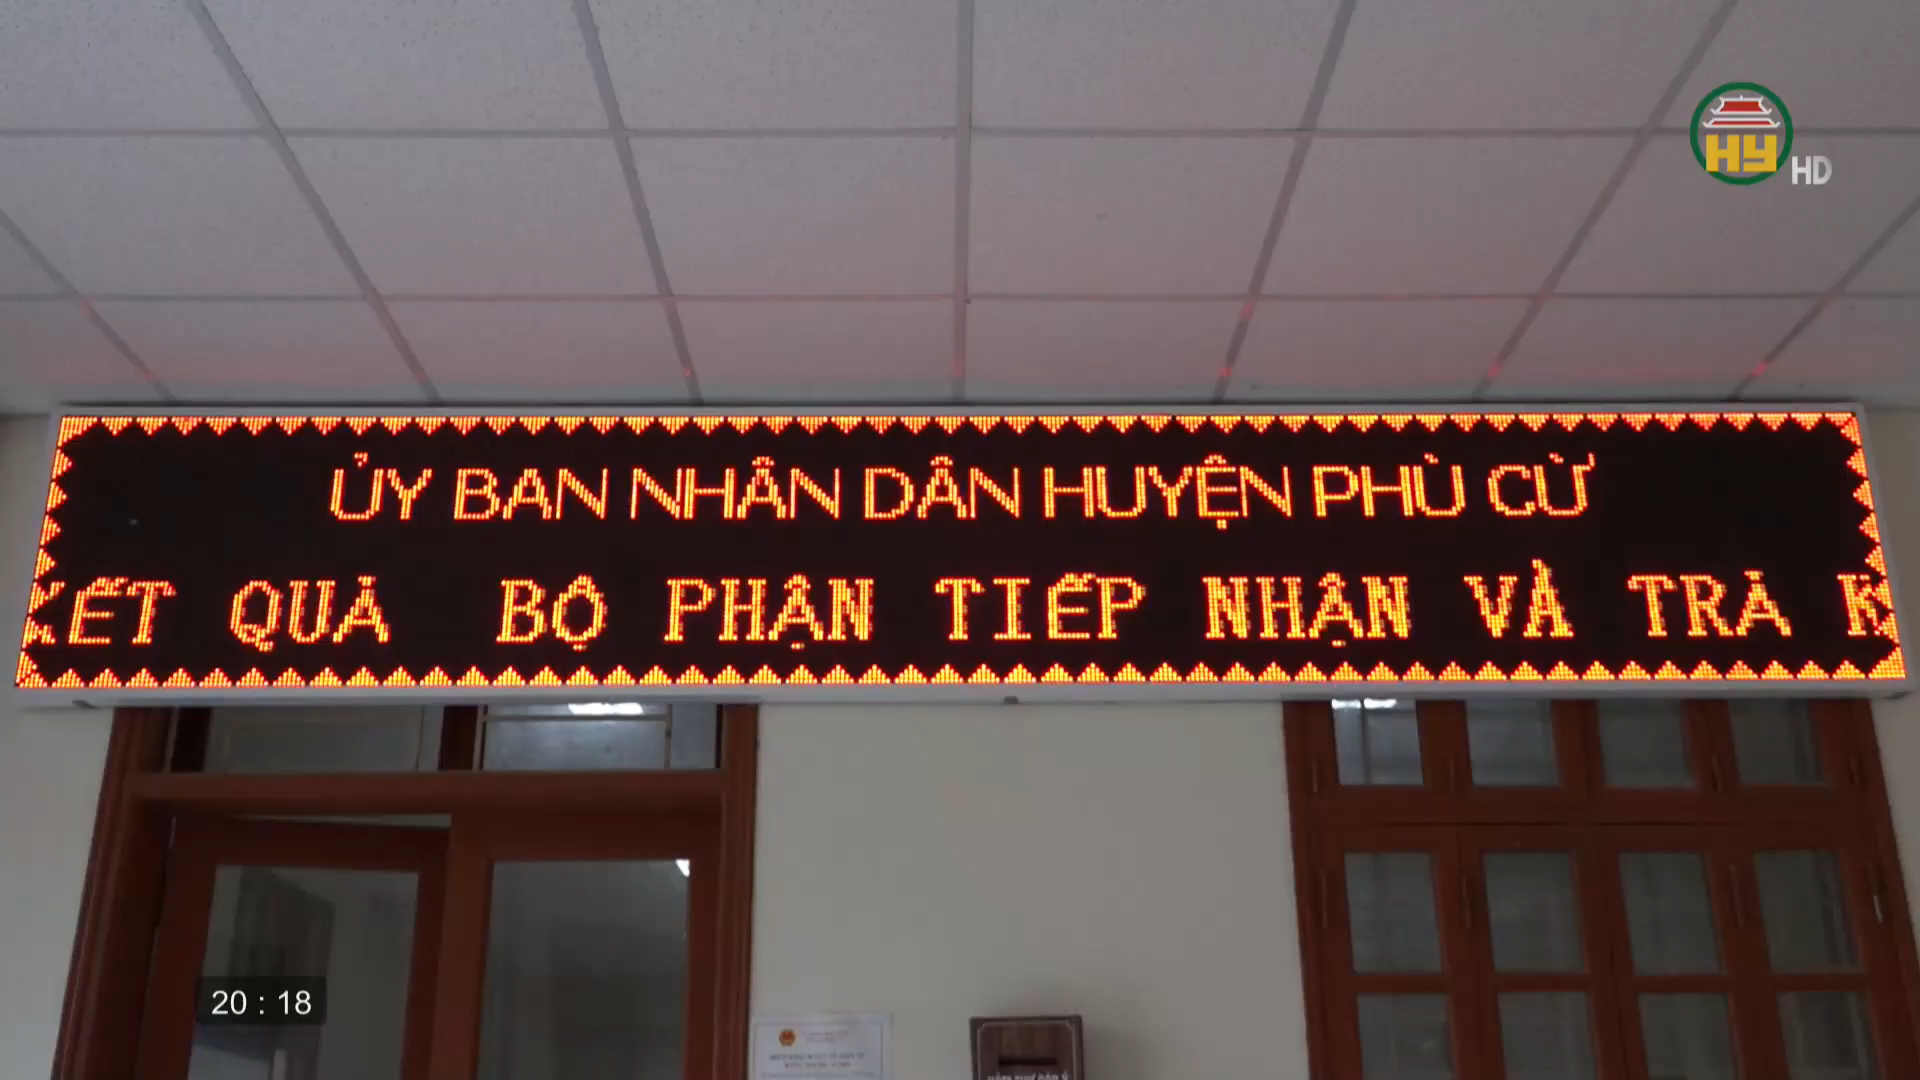 HY HD
ỦY BAN NHÂN DÂN HUYỆN PHÙ CỪ
KẾT QUẢ BỘ PHẬN TIẾP NHẬN VÀ TRẢ K
20 : 18